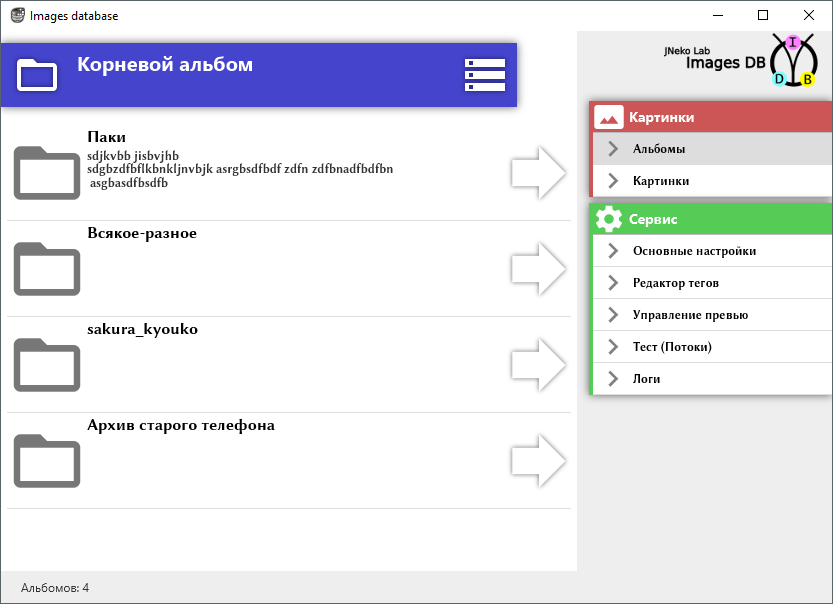 Images database
Корневой альбом
Паки
sdjkvbb jisbvjhb
sdgbzdfbflkbnkljnvbjk asrgbsdfbdf zdfn zdfbnadfbdfbn
asgbasdfbsdfb
Всякое-разное
sakura_kyouko
Архив старого телефона
Альбомов: 4
JNeko Lab
Images DB
I
D
B
Картинки
Альбомы
Картинки
Сервис
Основные настройки
Редактор тегов
Управление превью
Тест (Потоки)
Логи